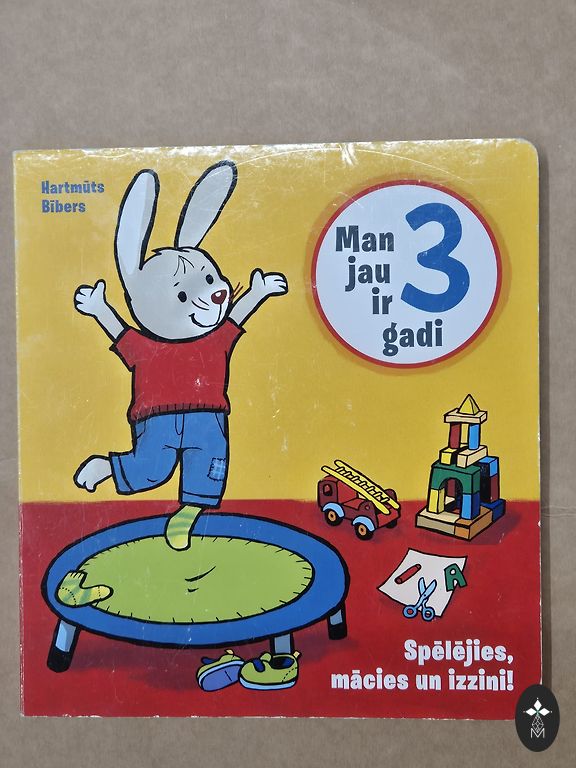 Hartmūts
Bībers
Man
jau
ir
gadi
3
Spēlējies,
mācies un izzini!
A
M